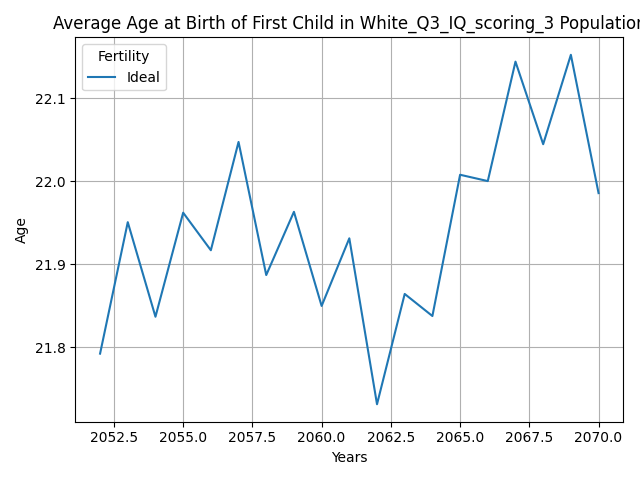 Average Age at Birth of First Child in White_Q3_IQ_scoring_3 Population
Fertility
Ideal
22.1
22.0
21.9
21.8
Age
2052.5 2055.0 2057.5 2060.0 2062.5 2065.0 2067.5 2070.0
Years